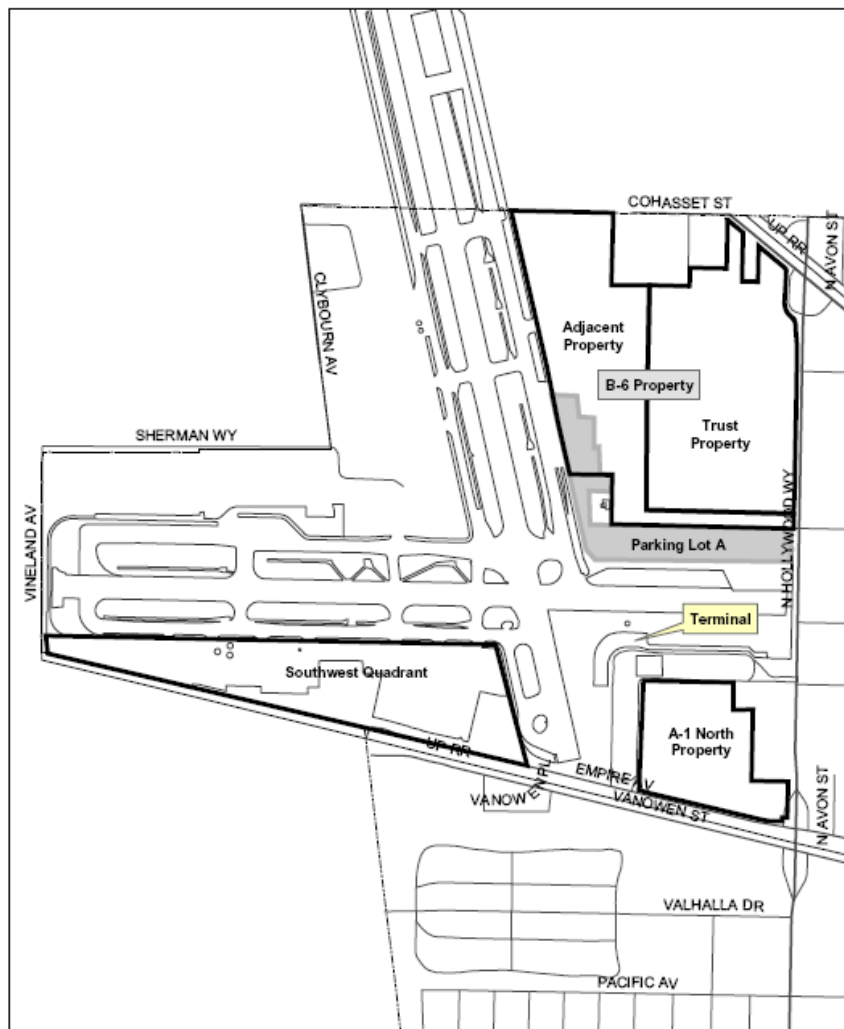 COHASSET ST
UP RR
N AVON ST
CLYBOURN AV
Adjacent
Property
B-6 Property
Trust
Property
SHERMAN WY
VINELAND AV
N HOLLYWOOD WY
Parking Lot A
Terminal
Southwest Quadrant
A-1 North
Property
UP RR
EMPIRE AV
VANOWEN PL
VANOWEN ST
N AVON ST
VALHALLA DR
PACIFIC AV